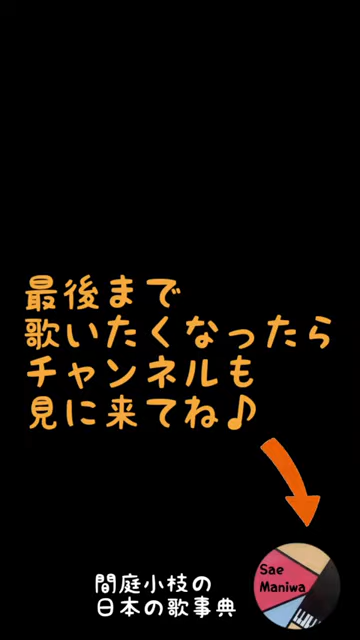 最後まで
歌いたくなったら
チャンネルも
見に来てね♪
間庭小枝の
日本の歌事典
Sae
Maniwa